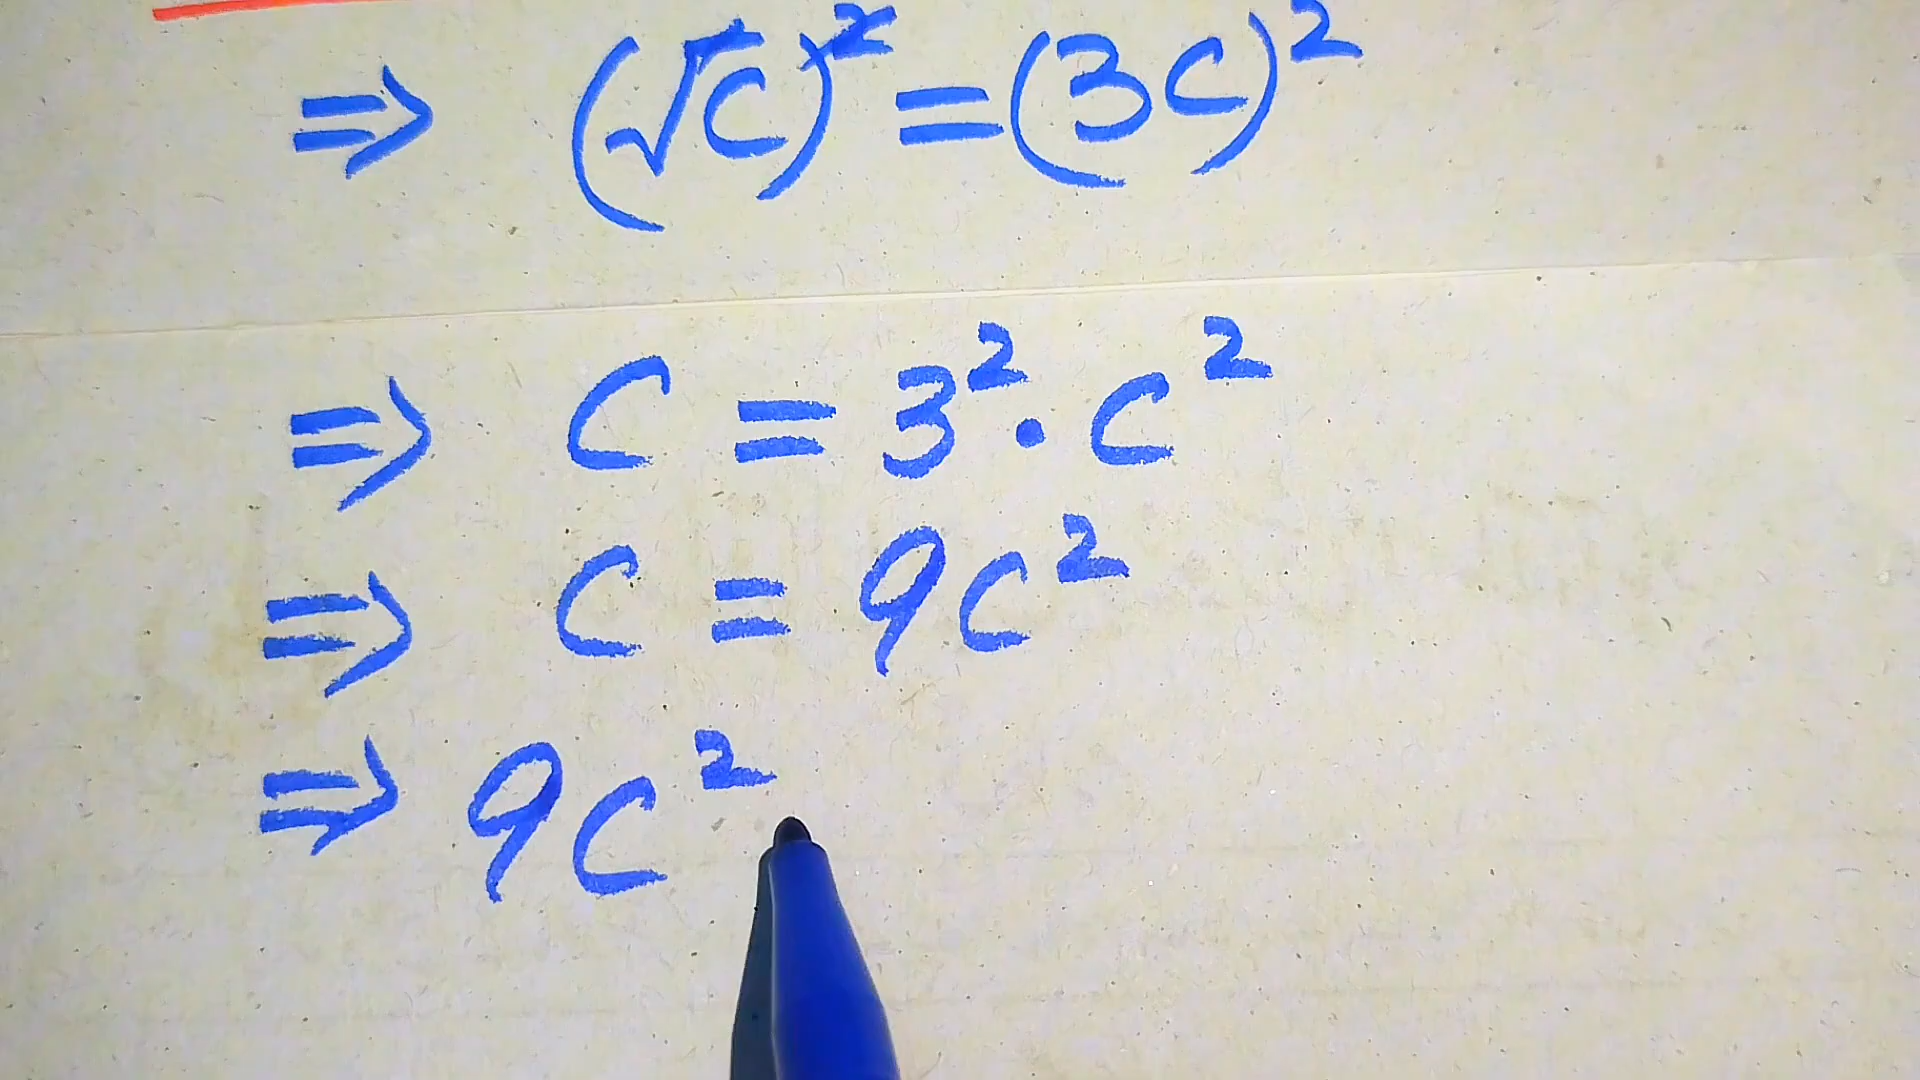 ⇒ (√c)² = (3c)²
⇒ c = 3² · c²
⇒ c = 9c²
⇒ 9c²